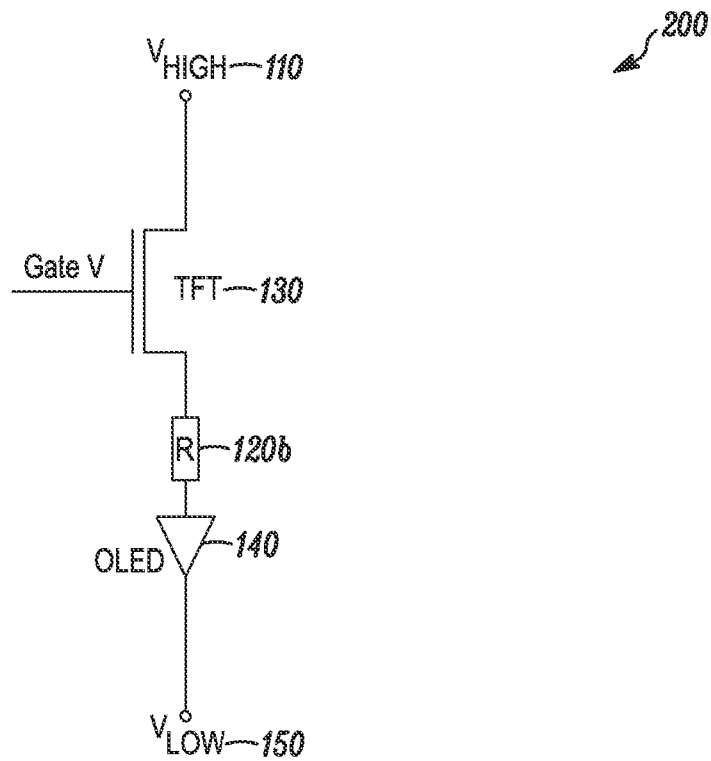 200
VHIGH 110
Gate V
TFT 130
R 120b
140
OLED
VLOW 150